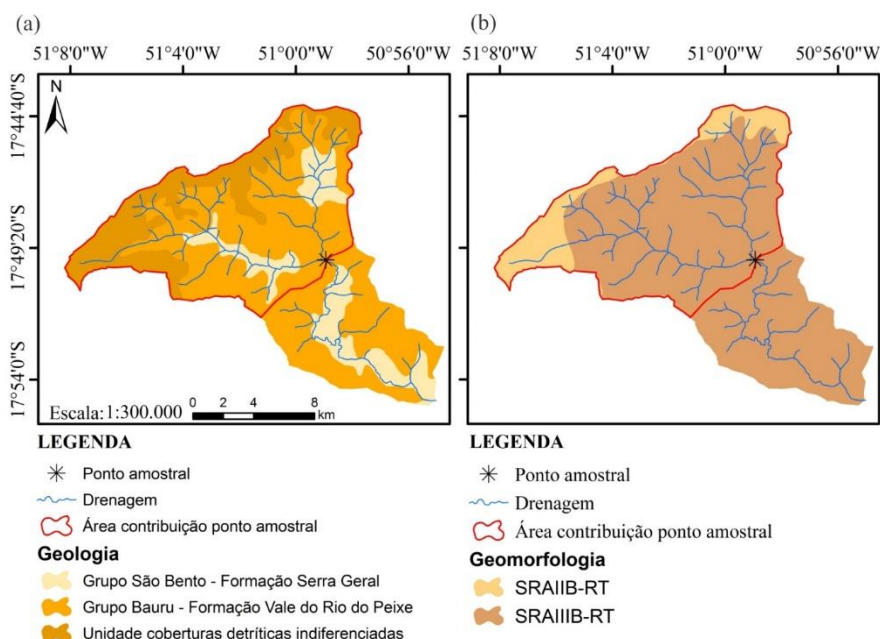 (a)
51°8'0"W 51°4'0"W 51°0'0"W 50°56'0"W
17°44'40"S
17°49'20"S
17°54'0"S
N
Escala: 1:300.000
0 2 4 8
km
LEGENDA
Ponto amostral
Drenagem
Área contribuição ponto amostral
Geologia
Grupo São Bento - Formação Serra Geral
Grupo Bauru - Formação Vale do Rio do Peixe
Unidade coberturas detríticas indiferenciadas
(b)
51°8'0"W 51°4'0"W 51°0'0"W 50°56'0"W
LEGENDA
Ponto amostral
Drenagem
Área contribuição ponto amostral
Geomorfologia
SRAIIB-RT
SRAIIIB-RT